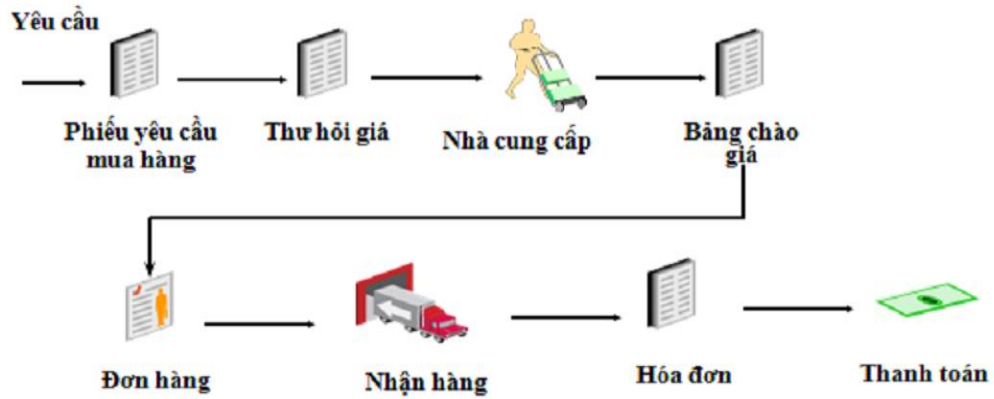 Yêu cầu
Phiếu yêu cầu
mua hàng
Thư hỏi giá
Nhà cung cấp
Bảng chào
giá
Đơn hàng
Nhận hàng
Hóa đơn
Thanh toán